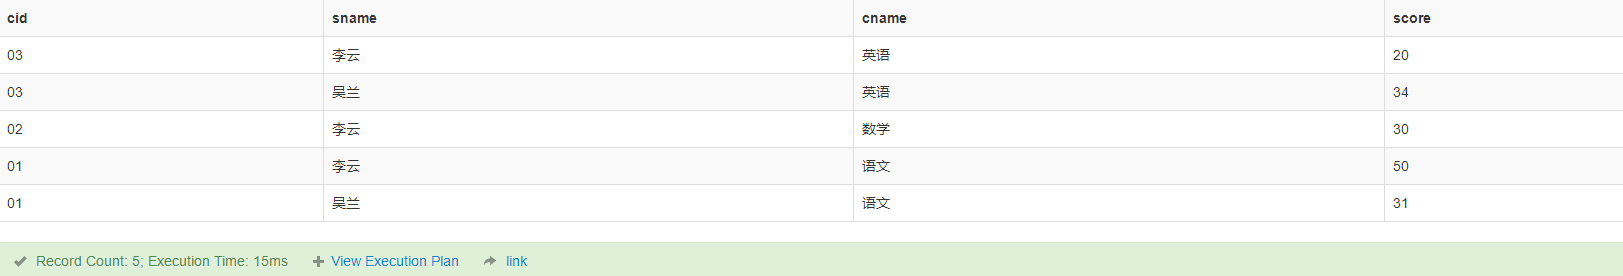 cid sname cname score
03 李云 英语 20
03 吴兰 英语 34
02 李云 数学 30
01 李云 语文 50
01 吴兰 语文 31
Record Count: 5; Execution Time: 15ms View Execution Plan link